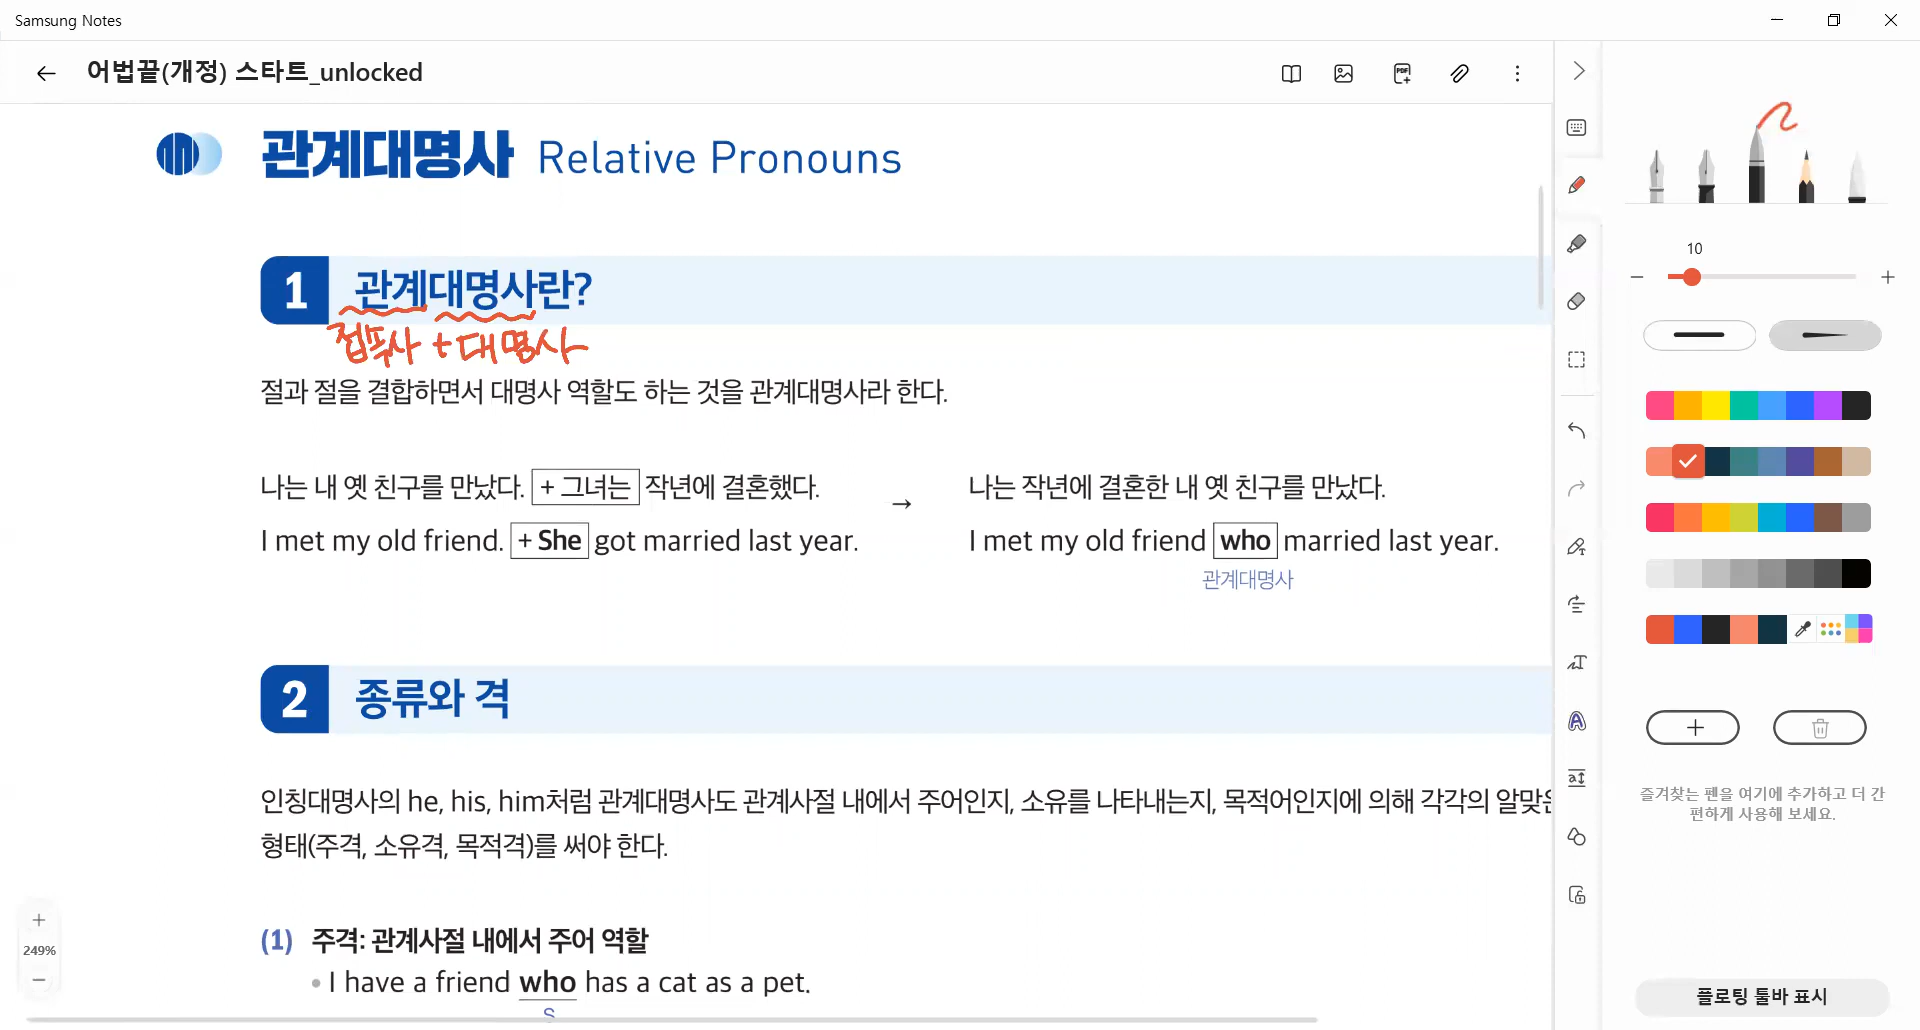 Samsung Notes
어법끝(개정) 스타트_unlocked
관계대명사 Relative Pronouns
1 관계대명사란?
접속사 + 대명사
절과 절을 결합하면서 대명사 역할도 하는 것을 관계대명사라 한다.
나는 내 옛 친구를 만났다. + 그녀는 작년에 결혼했다. → 나는 작년에 결혼한 내 옛 친구를 만났다.
I met my old friend. + She got married last year. I met my old friend who married last year.
관계대명사
2 종류와 격
인칭대명사의 he, his, him처럼 관계대명사도 관계사절 내에서 주어인지, 소유를 나타내는지, 목적어인지에 의해 각각의 알맞은
형태(주격, 소유격, 목적격)를 써야 한다.
(1) 주격: 관계사절 내에서 주어 역할
• I have a friend who has a cat as a pet.
S
249%
10
즐겨찾는 펜을 여기에 추가하고 더 간
편하게 사용해 보세요.
플로팅 툴바 표시